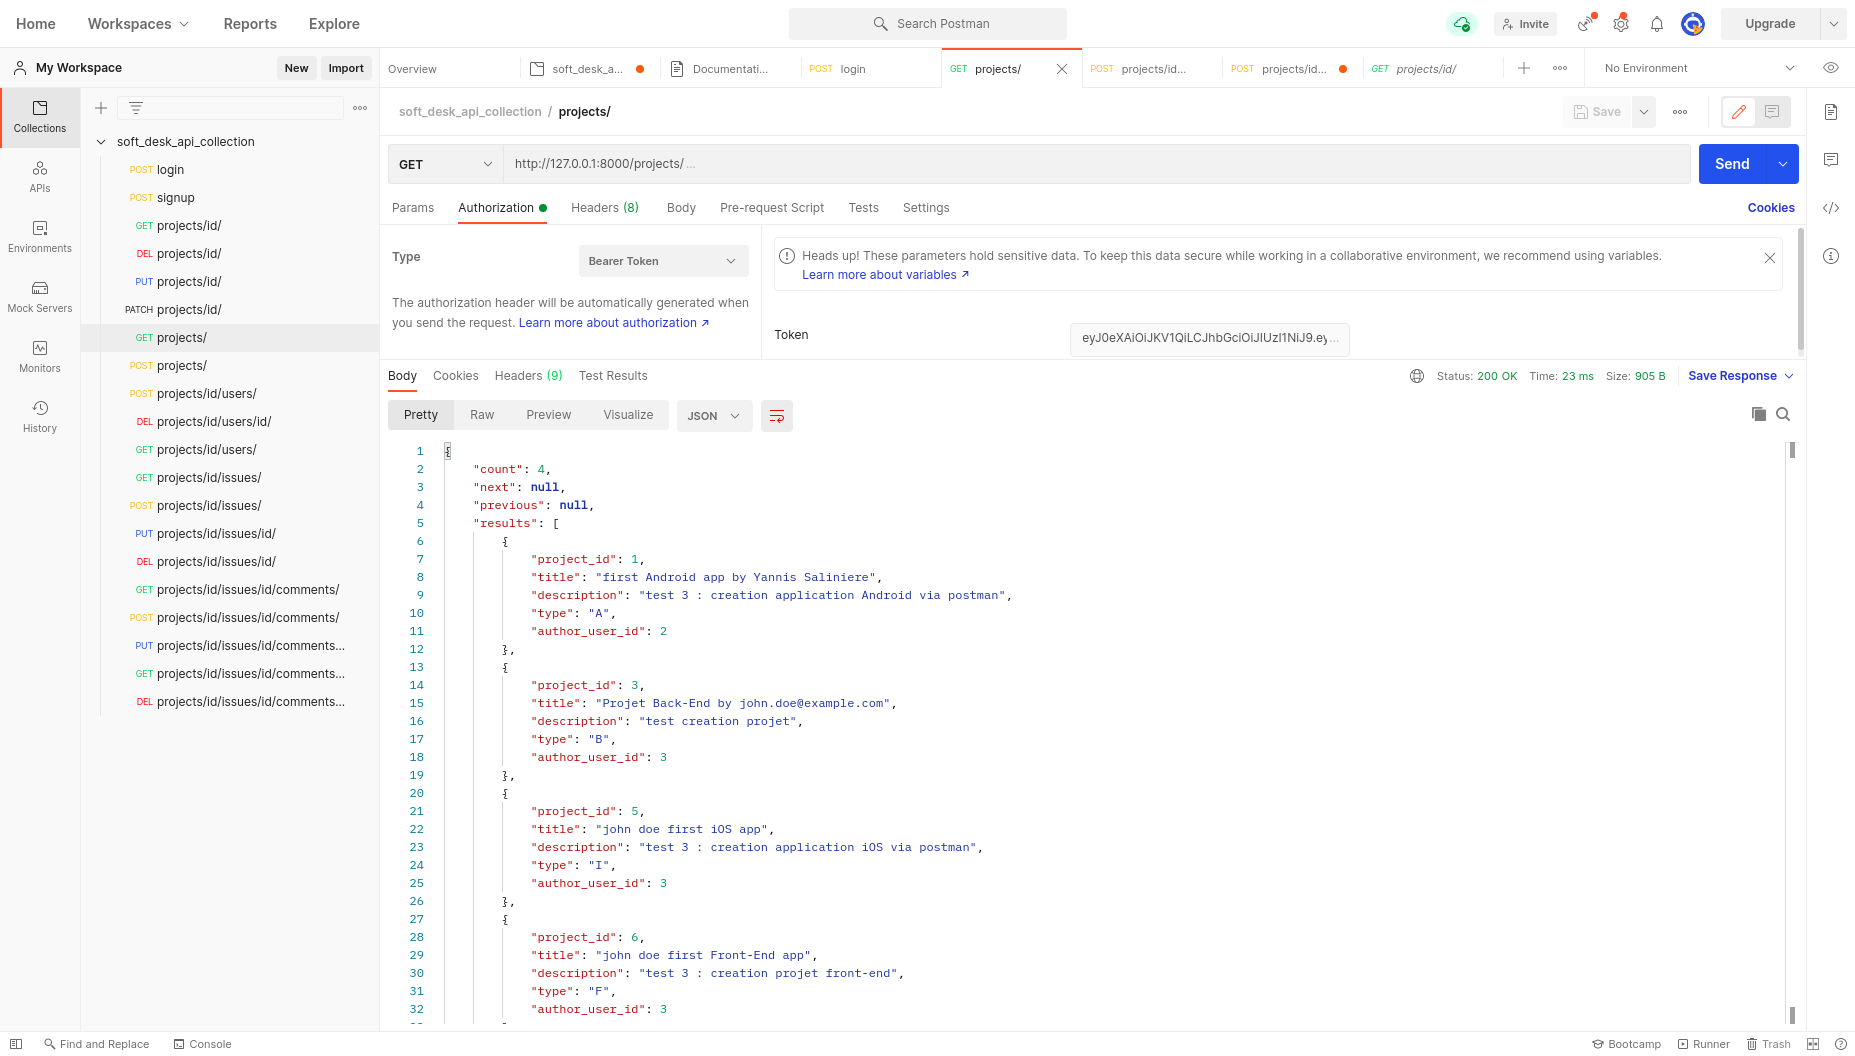 Home Workspaces Reports Explore Search Postman Invite Upgrade
My Workspace New Import
Overview soft_desk_a... Documentati... POST login GET projects/ POST projects/id... POST projects/id... GET projects/id/ No Environment
Collections
APIs
Environments
Mock Servers
Monitors
History
soft_desk_api_collection
POST login
POST signup
GET projects/id/
DEL projects/id/
PUT projects/id/
PATCH projects/id/
GET projects/
POST projects/
POST projects/id/users/
DEL projects/id/users/id/
GET projects/id/users/
GET projects/id/issues/
POST projects/id/issues/
PUT projects/id/issues/id/
DEL projects/id/issues/id/
GET projects/id/issues/id/comments/
POST projects/id/issues/id/comments/
PUT projects/id/issues/id/comments...
GET projects/id/issues/id/comments...
DEL projects/id/issues/id/comments...
soft_desk_api_collection / projects/ Save
GET http://127.0.0.1:8000/projects/ ... Send
Params Authorization Headers (8) Body Pre-request Script Tests Settings Cookies
Type Bearer Token
The authorization header will be automatically generated when
you send the request. Learn more about authorization ↗
Heads up! These parameters hold sensitive data. To keep this data secure while working in a collaborative environment, we recommend using variables.
Learn more about variables ↗
Token eyJ0eXAiOiJKV1QiLCJhbGciOiJIUzI1NiJ9.ey...
Body Cookies Headers (9) Test Results Status: 200 OK Time: 23 ms Size: 905 B Save Response
Pretty Raw Preview Visualize JSON
1 {
2 "count": 4,
3 "next": null,
4 "previous": null,
5 "results": [
6 {
7 "project_id": 1,
8 "title": "first Android app by Yannis Saliniere",
9 "description": "test 3 : creation application Android via postman",
10 "type": "A",
11 "author_user_id": 2
12 },
13 {
14 "project_id": 3,
15 "title": "Projet Back-End by john.doe@example.com",
16 "description": "test creation projet",
17 "type": "B",
18 "author_user_id": 3
19 },
20 {
21 "project_id": 5,
22 "title": "john doe first iOS app",
23 "description": "test 3 : creation application iOS via postman",
24 "type": "I",
25 "author_user_id": 3
26 },
27 {
28 "project_id": 6,
29 "title": "john doe first Front-End app",
30 "description": "test 3 : creation projet front-end",
31 "type": "F",
32 "author_user_id": 3
Find and Replace Console Bootcamp Runner Trash